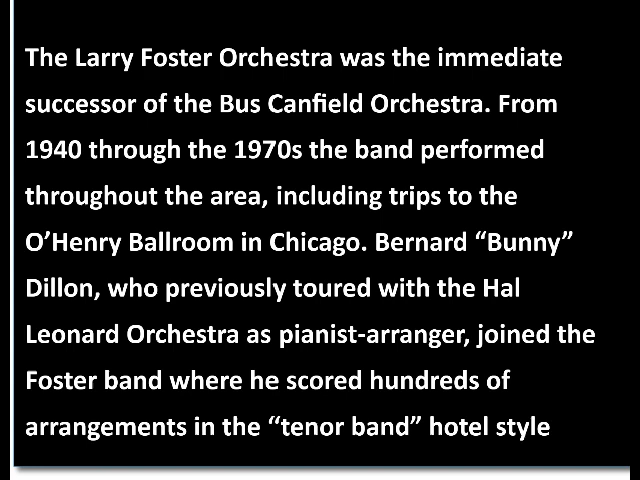 The Larry Foster Orchestra was the immediate
successor of the Bus Canfield Orchestra. From
1940 through the 1970s the band performed
throughout the area, including trips to the
O’Henry Ballroom in Chicago. Bernard “Bunny”
Dillon, who previously toured with the Hal
Leonard Orchestra as pianist-arranger, joined the
Foster band where he scored hundreds of
arrangements in the “tenor band” hotel style